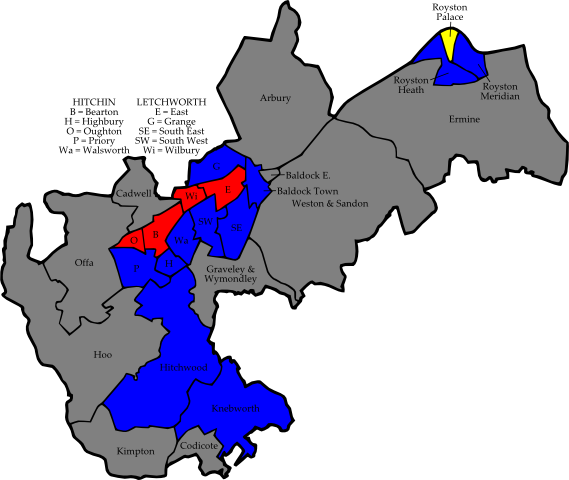 Royston
Palace
HITCHIN
B = Bearton
H = Highbury
O = Oughton
P = Priory
Wa = Walsworth
LETCHWORTH
E = East
G = Grange
SE = South East
SW = South West
Wi = Wilbury
Royston
Heath
Royston
Meridian
Arbury
Ermine
G
Baldock E.
Cadwell
Wi
E
Baldock Town
Weston & Sandon
SW
SE
O
B
Wa
Offa
P
H
Graveley &
Wymondley
Hoo
Hitchwood
Knebworth
Kimpton
Codicote